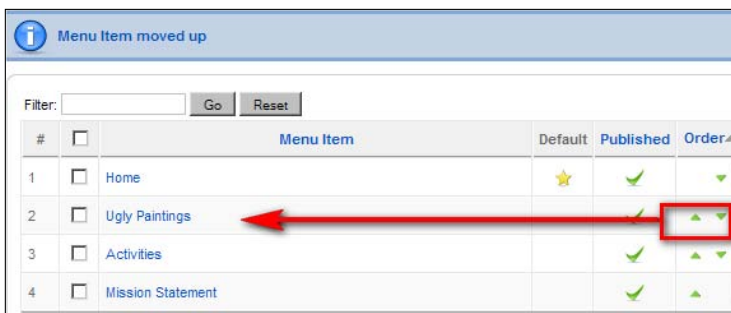 Menu Item moved up
Filter: Go Reset
# Menu Item Default Published Order
1 Home
2 Ugly Paintings
3 Activities
4 Mission Statement